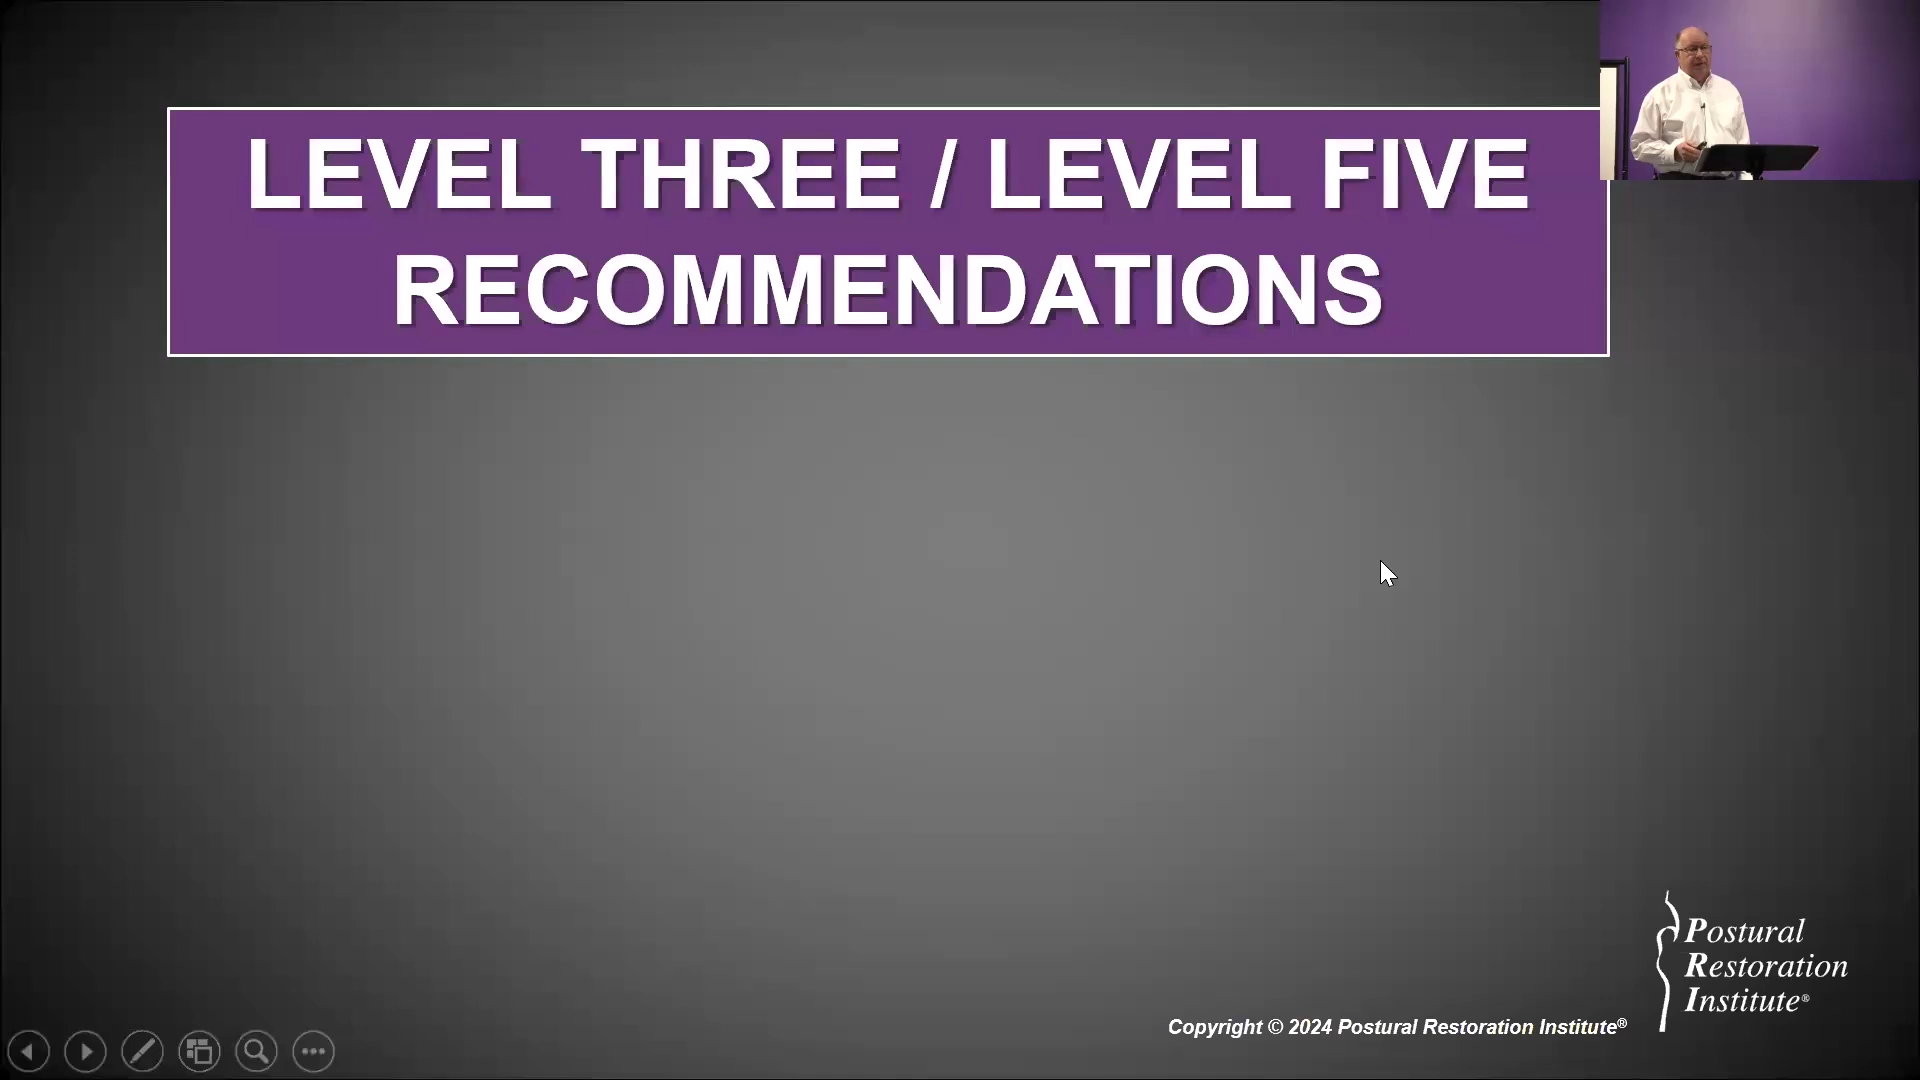 LEVEL THREE / LEVEL FIVE
RECOMMENDATIONS
Postural
Restoration
Institute®
Copyright © 2024 Postural Restoration Institute®